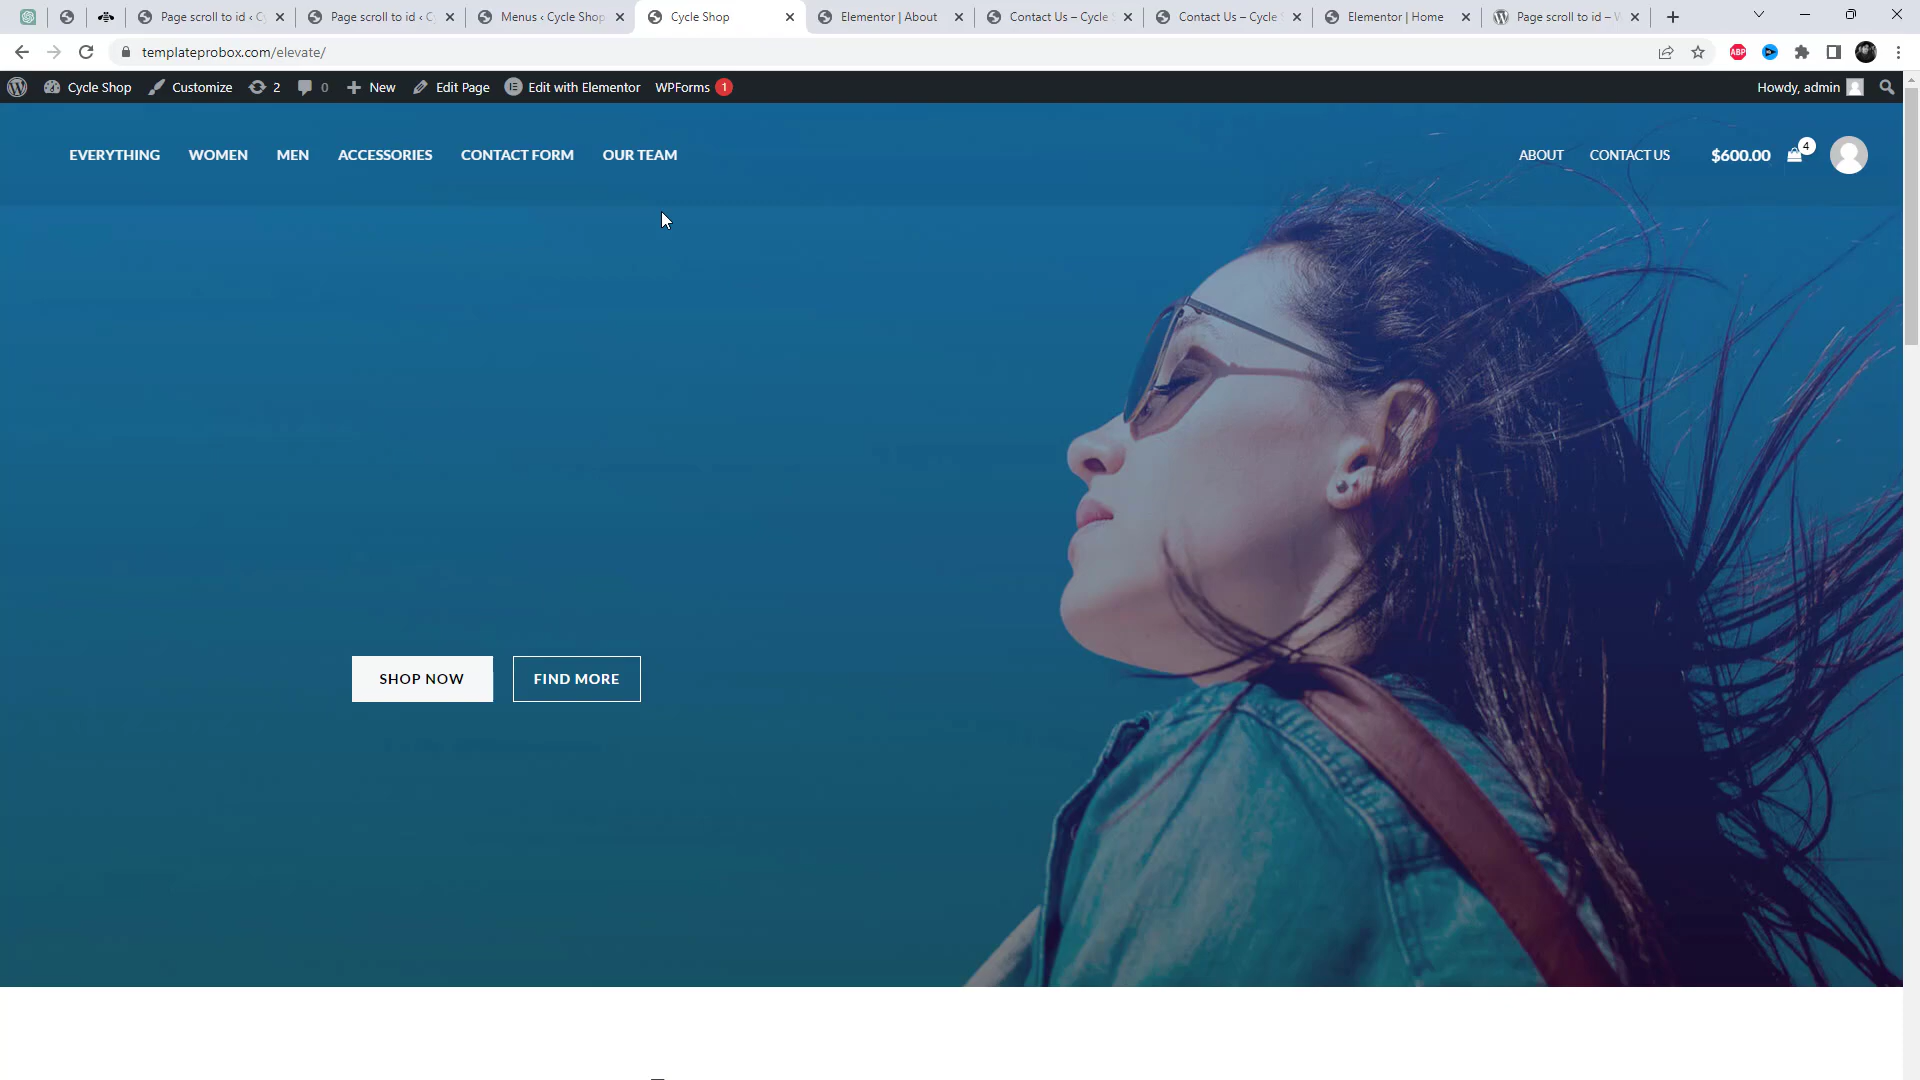 Page scroll to id ‹ C
Page scroll to id ‹ C
Menus ‹ Cycle Shop
Cycle Shop
Elementor | About
Contact Us – Cycle
Contact Us – Cycle
Elementor | Home
Page scroll to id –
templateprobox.com/elevate/
ABP
Cycle Shop
Customize
2
0
New
Edit Page
Edit with Elementor
WPForms 1
Howdy, admin
EVERYTHING
WOMEN
MEN
ACCESSORIES
CONTACT FORM
OUR TEAM
ABOUT
CONTACT US
$600.00
4
SHOP NOW
FIND MORE